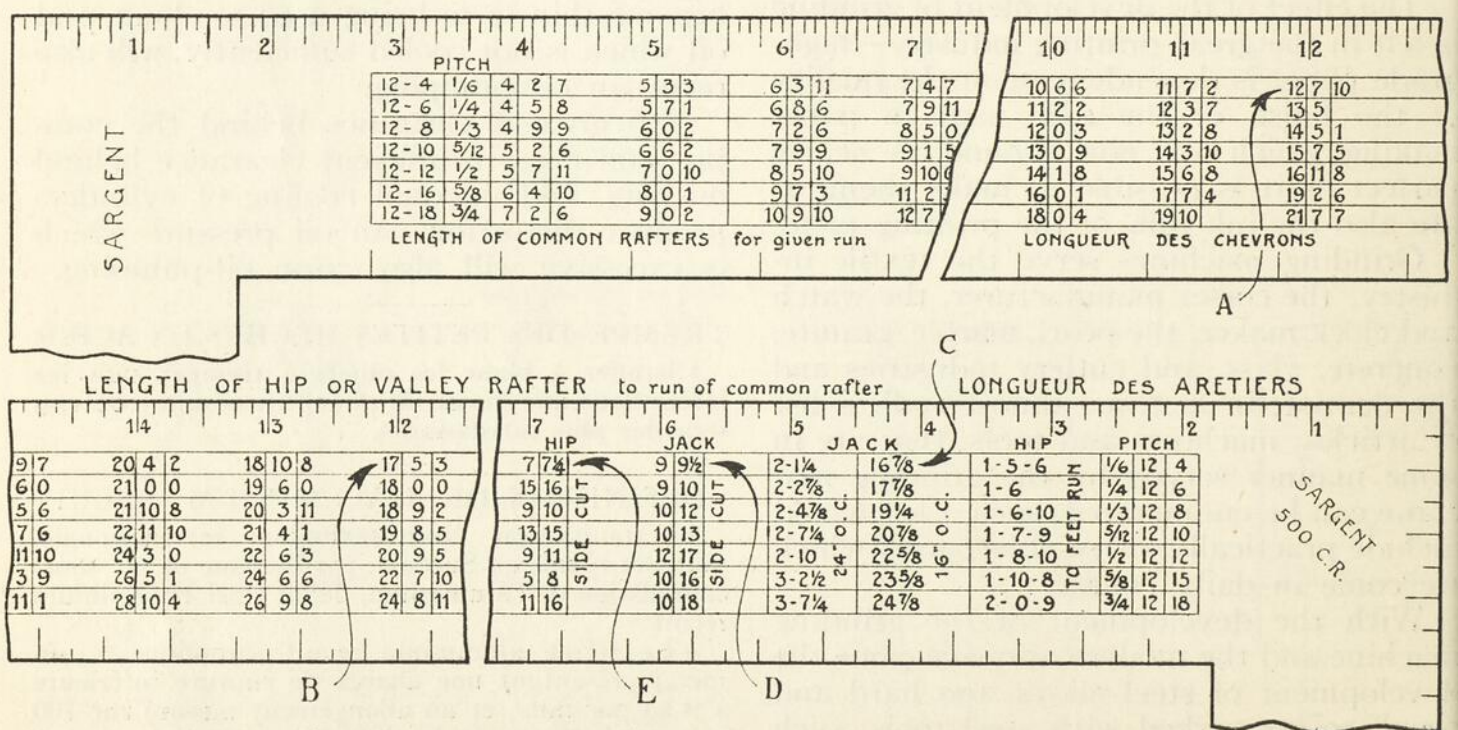 1 2 3 4 5 6 7 10 11 12
PITCH
12-4 1/6 4 2 7 5 3 3 6 3 11 7 4 7 10 6 6 11 7 2 12 7 10
12-6 1/4 4 5 8 5 7 1 6 8 6 7 9 11 11 2 2 12 3 7 13 5
12-8 1/3 4 9 9 6 0 2 7 2 6 8 5 0 12 0 3 13 2 8 14 5 1
12-10 5/12 5 2 6 6 6 2 7 9 9 9 1 5 13 0 9 14 3 10 15 7 5
12-12 1/2 5 7 11 7 0 10 8 5 10 9 10 14 1 8 15 6 8 16 11 8
12-16 5/8 6 4 10 8 0 1 9 7 3 11 2 16 0 1 17 7 4 19 2 6
12-18 3/4 7 2 6 9 0 2 10 9 10 12 7 18 0 4 19 10 21 7 7
LENGTH OF COMMON RAFTERS for given run LONGUEUR DES CHEVRONS
SARGENT
A
C
LENGTH OF HIP OR VALLEY RAFTER to run of common rafter LONGUEUR DES ARETIERS
14 13 12 7 6 5 4 3 2 1
HIP JACK JACK HIP PITCH
9 7 20 4 2 18 10 8 17 5 3 7 7¼ 9 9½ 2-1¼ 16⅞ 1-5-6 1/6 12 4
6 0 21 0 0 19 6 0 18 0 0 15 16 9 10 2-2⅞ 17⅞ 1-6 1/4 12 6
5 6 21 10 8 20 3 11 18 9 2 9 10 10 12 2-4⅞ 19¼ 1-6-10 1/3 12 8
7 6 22 11 10 21 4 1 19 8 5 13 15 10 13 2-7¼ 20⅞ 1-7-9 5/12 12 10
11 10 24 3 0 22 6 3 20 9 5 9 11 12 17 2-10 22⅝ 1-8-10 1/2 12 12
3 9 26 5 1 24 6 6 22 7 10 5 8 10 16 3-2½ 23⅝ 1-10-8 5/8 12 15
11 1 28 10 4 26 9 8 24 8 11 11 16 10 18 3-7¼ 24⅞ 2-0-9 3/4 12 18
SIDE CUT
SIDE CUT
24" O.C.
16" O.C.
TO FEET RUN
SARGENT
500 C.R.
B
E
D